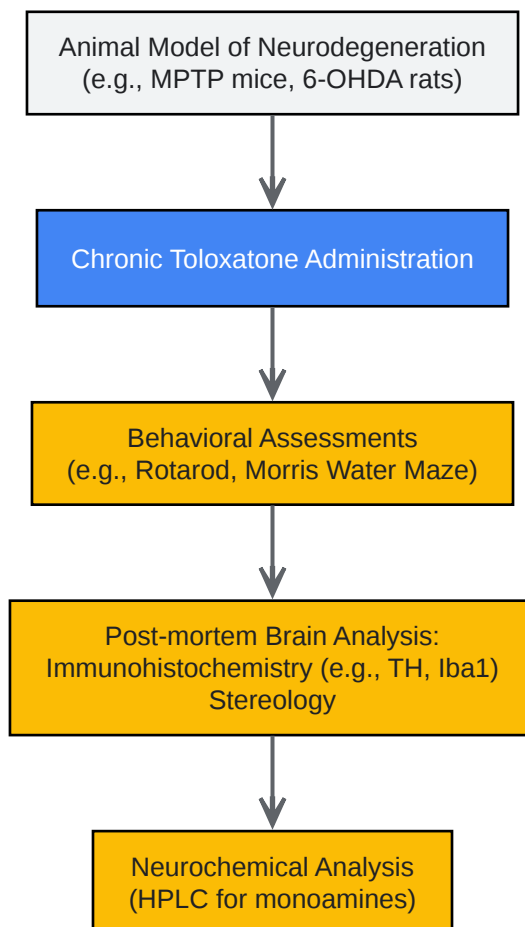 Animal Model of Neurodegeneration
(e.g., MPTP mice, 6-OHDA rats)
Chronic Toloxatone Administration
Behavioral Assessments
(e.g., Rotarod, Morris Water Maze)
Post-mortem Brain Analysis:
Immunohistochemistry (e.g., TH, Iba1)
Stereology
Neurochemical Analysis
(HPLC for monoamines)